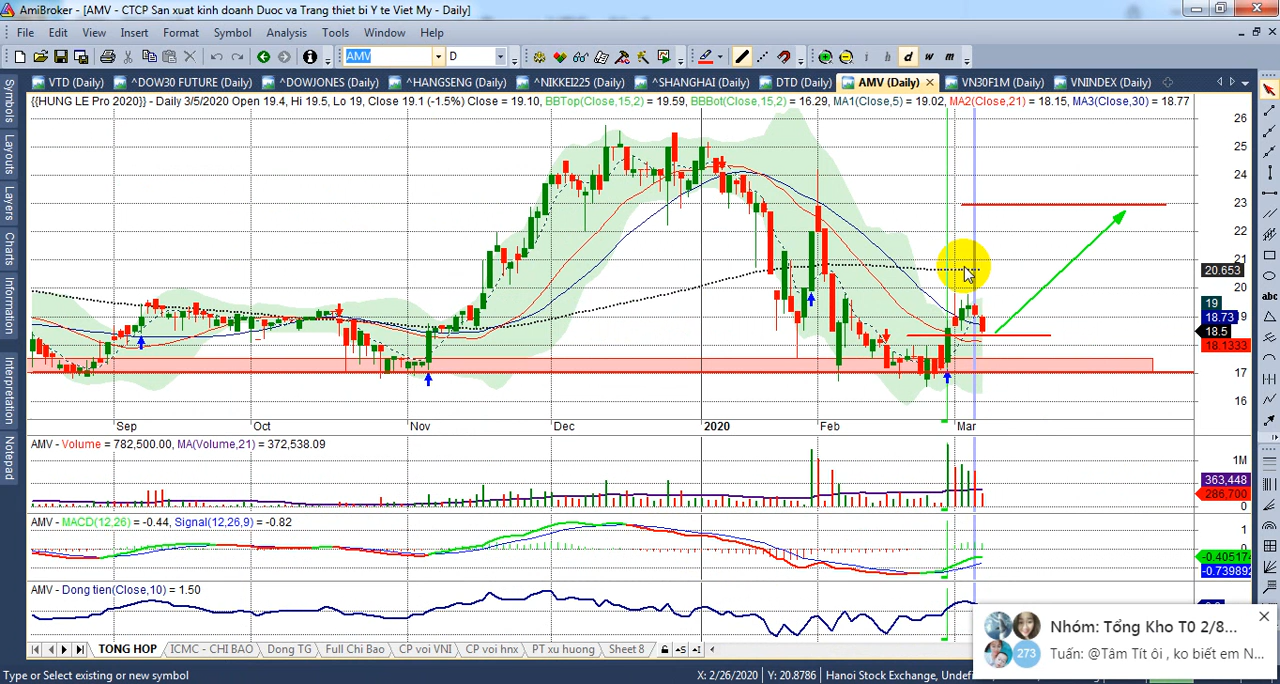 AmiBroker - [AMV - CTCP San xuat kinh doanh Duoc va Trang thiet bi Y te Viet My - Daily]
File Edit View Insert Format Symbol Analysis Tools Window Help
AMV D i h d w m
VTD (Daily) ^DOW30 FUTURE (Daily) ^DOWJONES (Daily) ^HANGSENG (Daily) ^NIKKEI225 (Daily) ^SHANGHAI (Daily) DTD (Daily) AMV (Daily) VN30F1M (Daily) VNINDEX (Daily)
{{HUNG LE Pro 2020}} - Daily 3/5/2020 Open 19.4, Hi 19.5, Lo 19, Close 19.1 (-1.5%) Close = 19.10, BBTop(Close,15,2) = 19.59, BBBot(Close,15,2) = 16.29, MA1(Close,5) = 19.02, MA2(Close,21) = 18.15, MA3(Close,30) = 18.77
Symbols
Layouts
Layers
Charts
Information
Interpretation
Notepad
26
25
24
23
22
21
20.653
20
19
19
18.73
18.5
18.1333
17
16
abc
Sep Oct Nov Dec 2020 Feb Mar
AMV - Volume = 782,500.00, MA(Volume,21) = 372,538.09
1M
363,448
286,700
0
AMV - MACD(12,26) = -0.44, Signal(12,26,9) = -0.82
1
0
-0.405174
-0.739892
AMV - Dong tien(Close,10) = 1.50
Nhóm: Tổng Kho T0 2/8...
273
Tuấn: @Tâm Tít ôi , ko biết em N...
TONG HOP ICMC - CHI BAO Dong TG Full Chi Bao CP voi VNI CP voi hnx PT xu huong Sheet 8
Type or Select existing or new symbol X: 2/26/2020 Y: 20.8786 Hanoi Stock Exchange, Undef